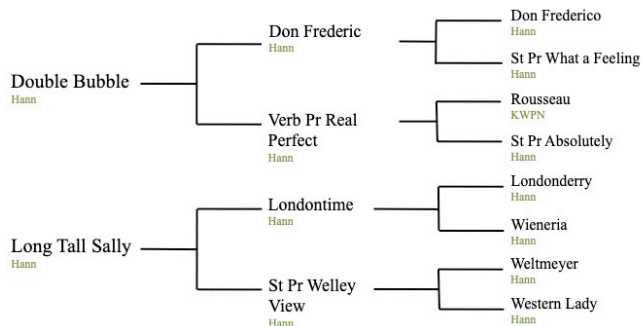 Double Bubble
Hann
Don Frederic
Hann
Don Frederico
Hann
St Pr What a Feeling
Hann
Verb Pr Real
Perfect
Hann
Rousseau
KWPN
St Pr Absolutely
Hann
Long Tall Sally
Hann
Londontime
Hann
Londonderry
Hann
Wieneria
Hann
St Pr Welley
View
Hann
Weltmeyer
Hann
Western Lady
Hann